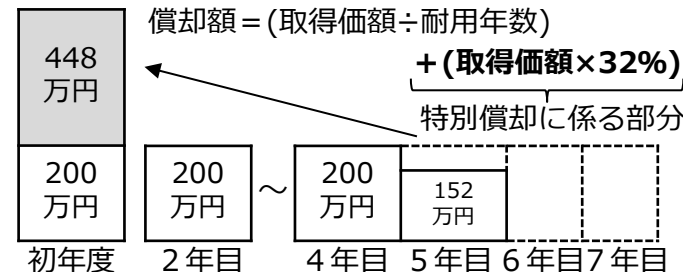 償却額＝(取得価額÷耐用年数)
＋(取得価額×32%)
特別償却に係る部分
448
万円
200
万円
200
万円
～
200
万円
152
万円
初年度
２年目
４年目
５年目
６年目
７年目